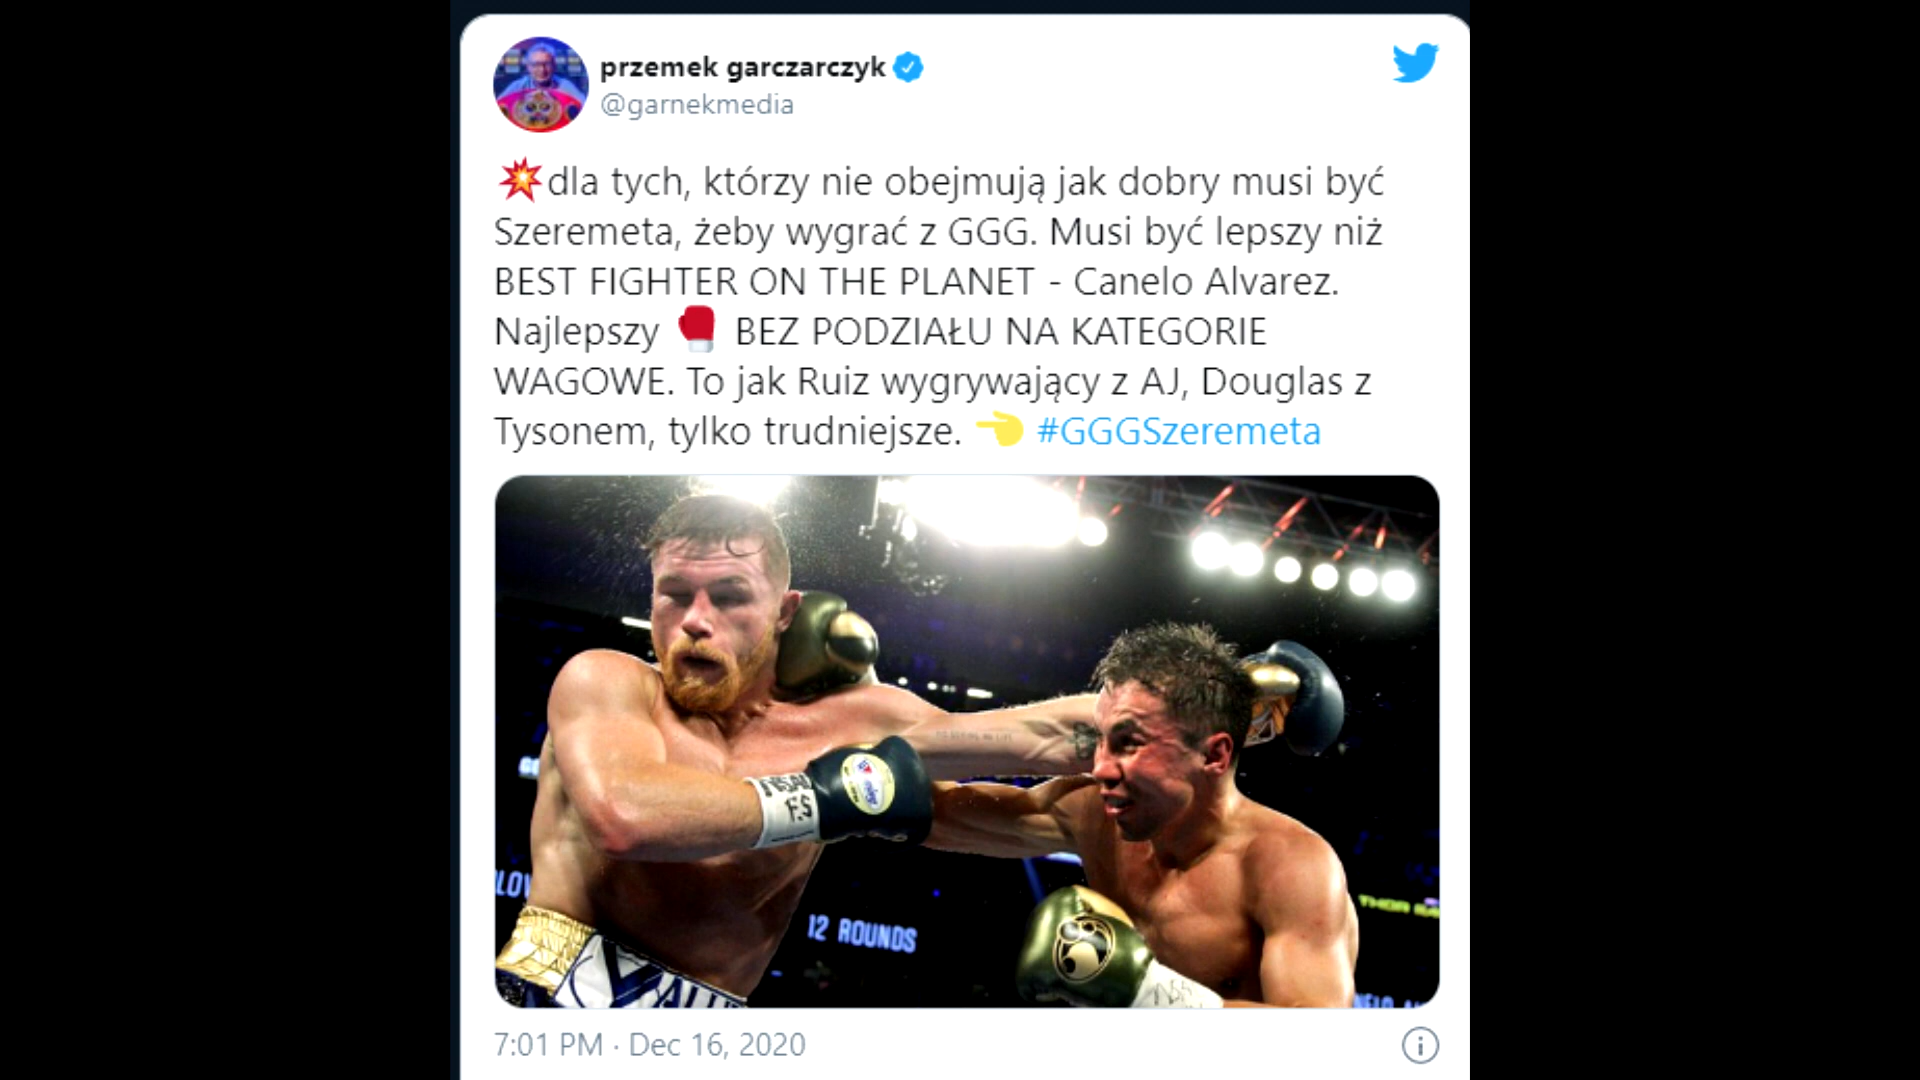 przemek garczarczyk
@garnekmedia
💥dla tych, którzy nie obejmują jak dobry musi być
Szeremeta, żeby wygrać z GGG. Musi być lepszy niż
BEST FIGHTER ON THE PLANET - Canelo Alvarez.
Najlepszy 🥊 BEZ PODZIAŁU NA KATEGORIE
WAGOWE. To jak Ruiz wygrywający z AJ, Douglas z
Tysonem, tylko trudniejsze. 👈 #GGGSzeremeta
12 ROUNDS
7:01 PM · Dec 16, 2020